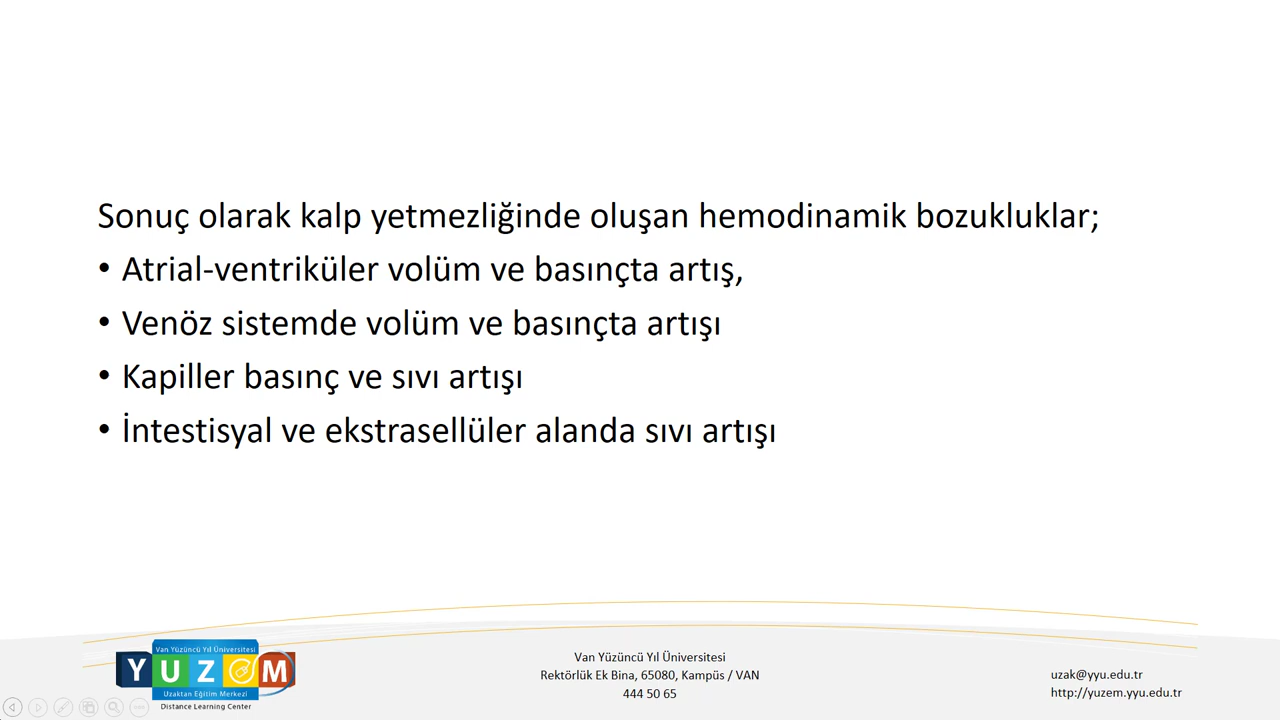 Sonuç olarak kalp yetmezliğinde oluşan hemodinamik bozukluklar;
• Atrial-ventriküler volüm ve basınçta artış,
• Venöz sistemde volüm ve basınçta artışı
• Kapiller basınç ve sıvı artışı
• İntestisyal ve ekstrasellüler alanda sıvı artışı
Van Yüzüncü Yıl Üniversitesi
YUZEM
Uzaktan Eğitim Merkezi
Distance Learning Center
Van Yüzüncü Yıl Üniversitesi
Rektörlük Ek Bina, 65080, Kampüs / VAN
444 50 65
uzak@yyu.edu.tr
http://yuzem.yyu.edu.tr